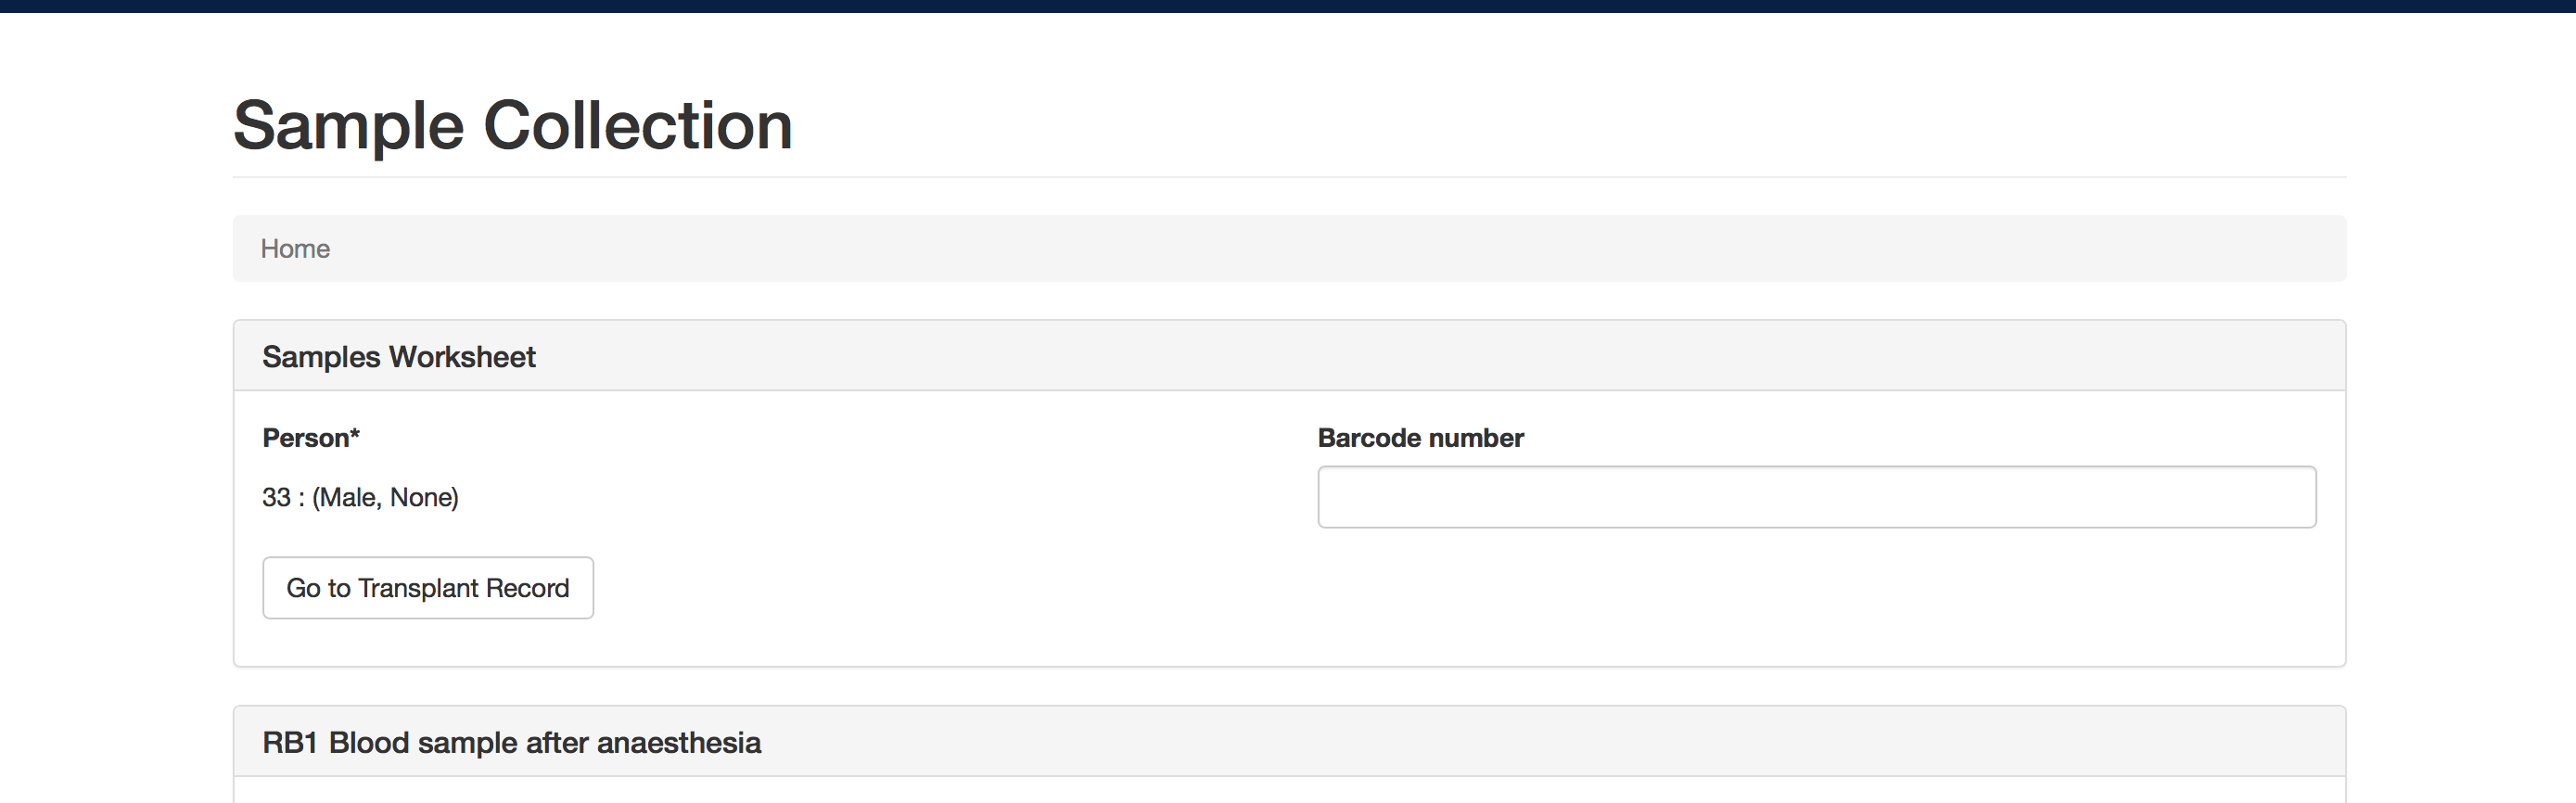 Sample Collection
Home
Samples Worksheet
Person*
Barcode number
33 : (Male, None)
Go to Transplant Record
RB1 Blood sample after anaesthesia